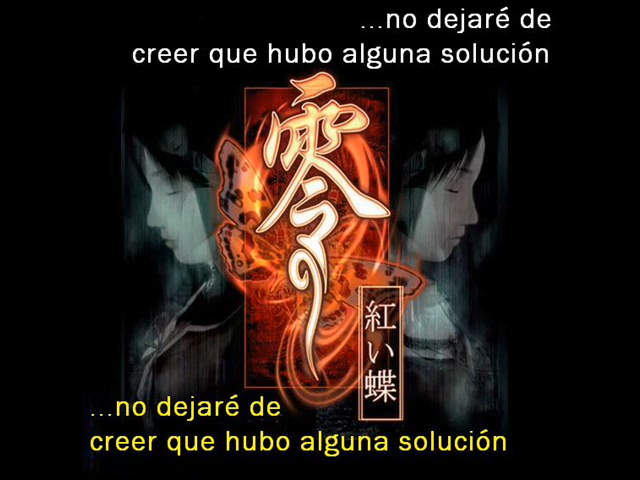 ...no dejaré de
creer que hubo alguna solución
零
紅い蝶
...no dejaré de
creer que hubo alguna solución